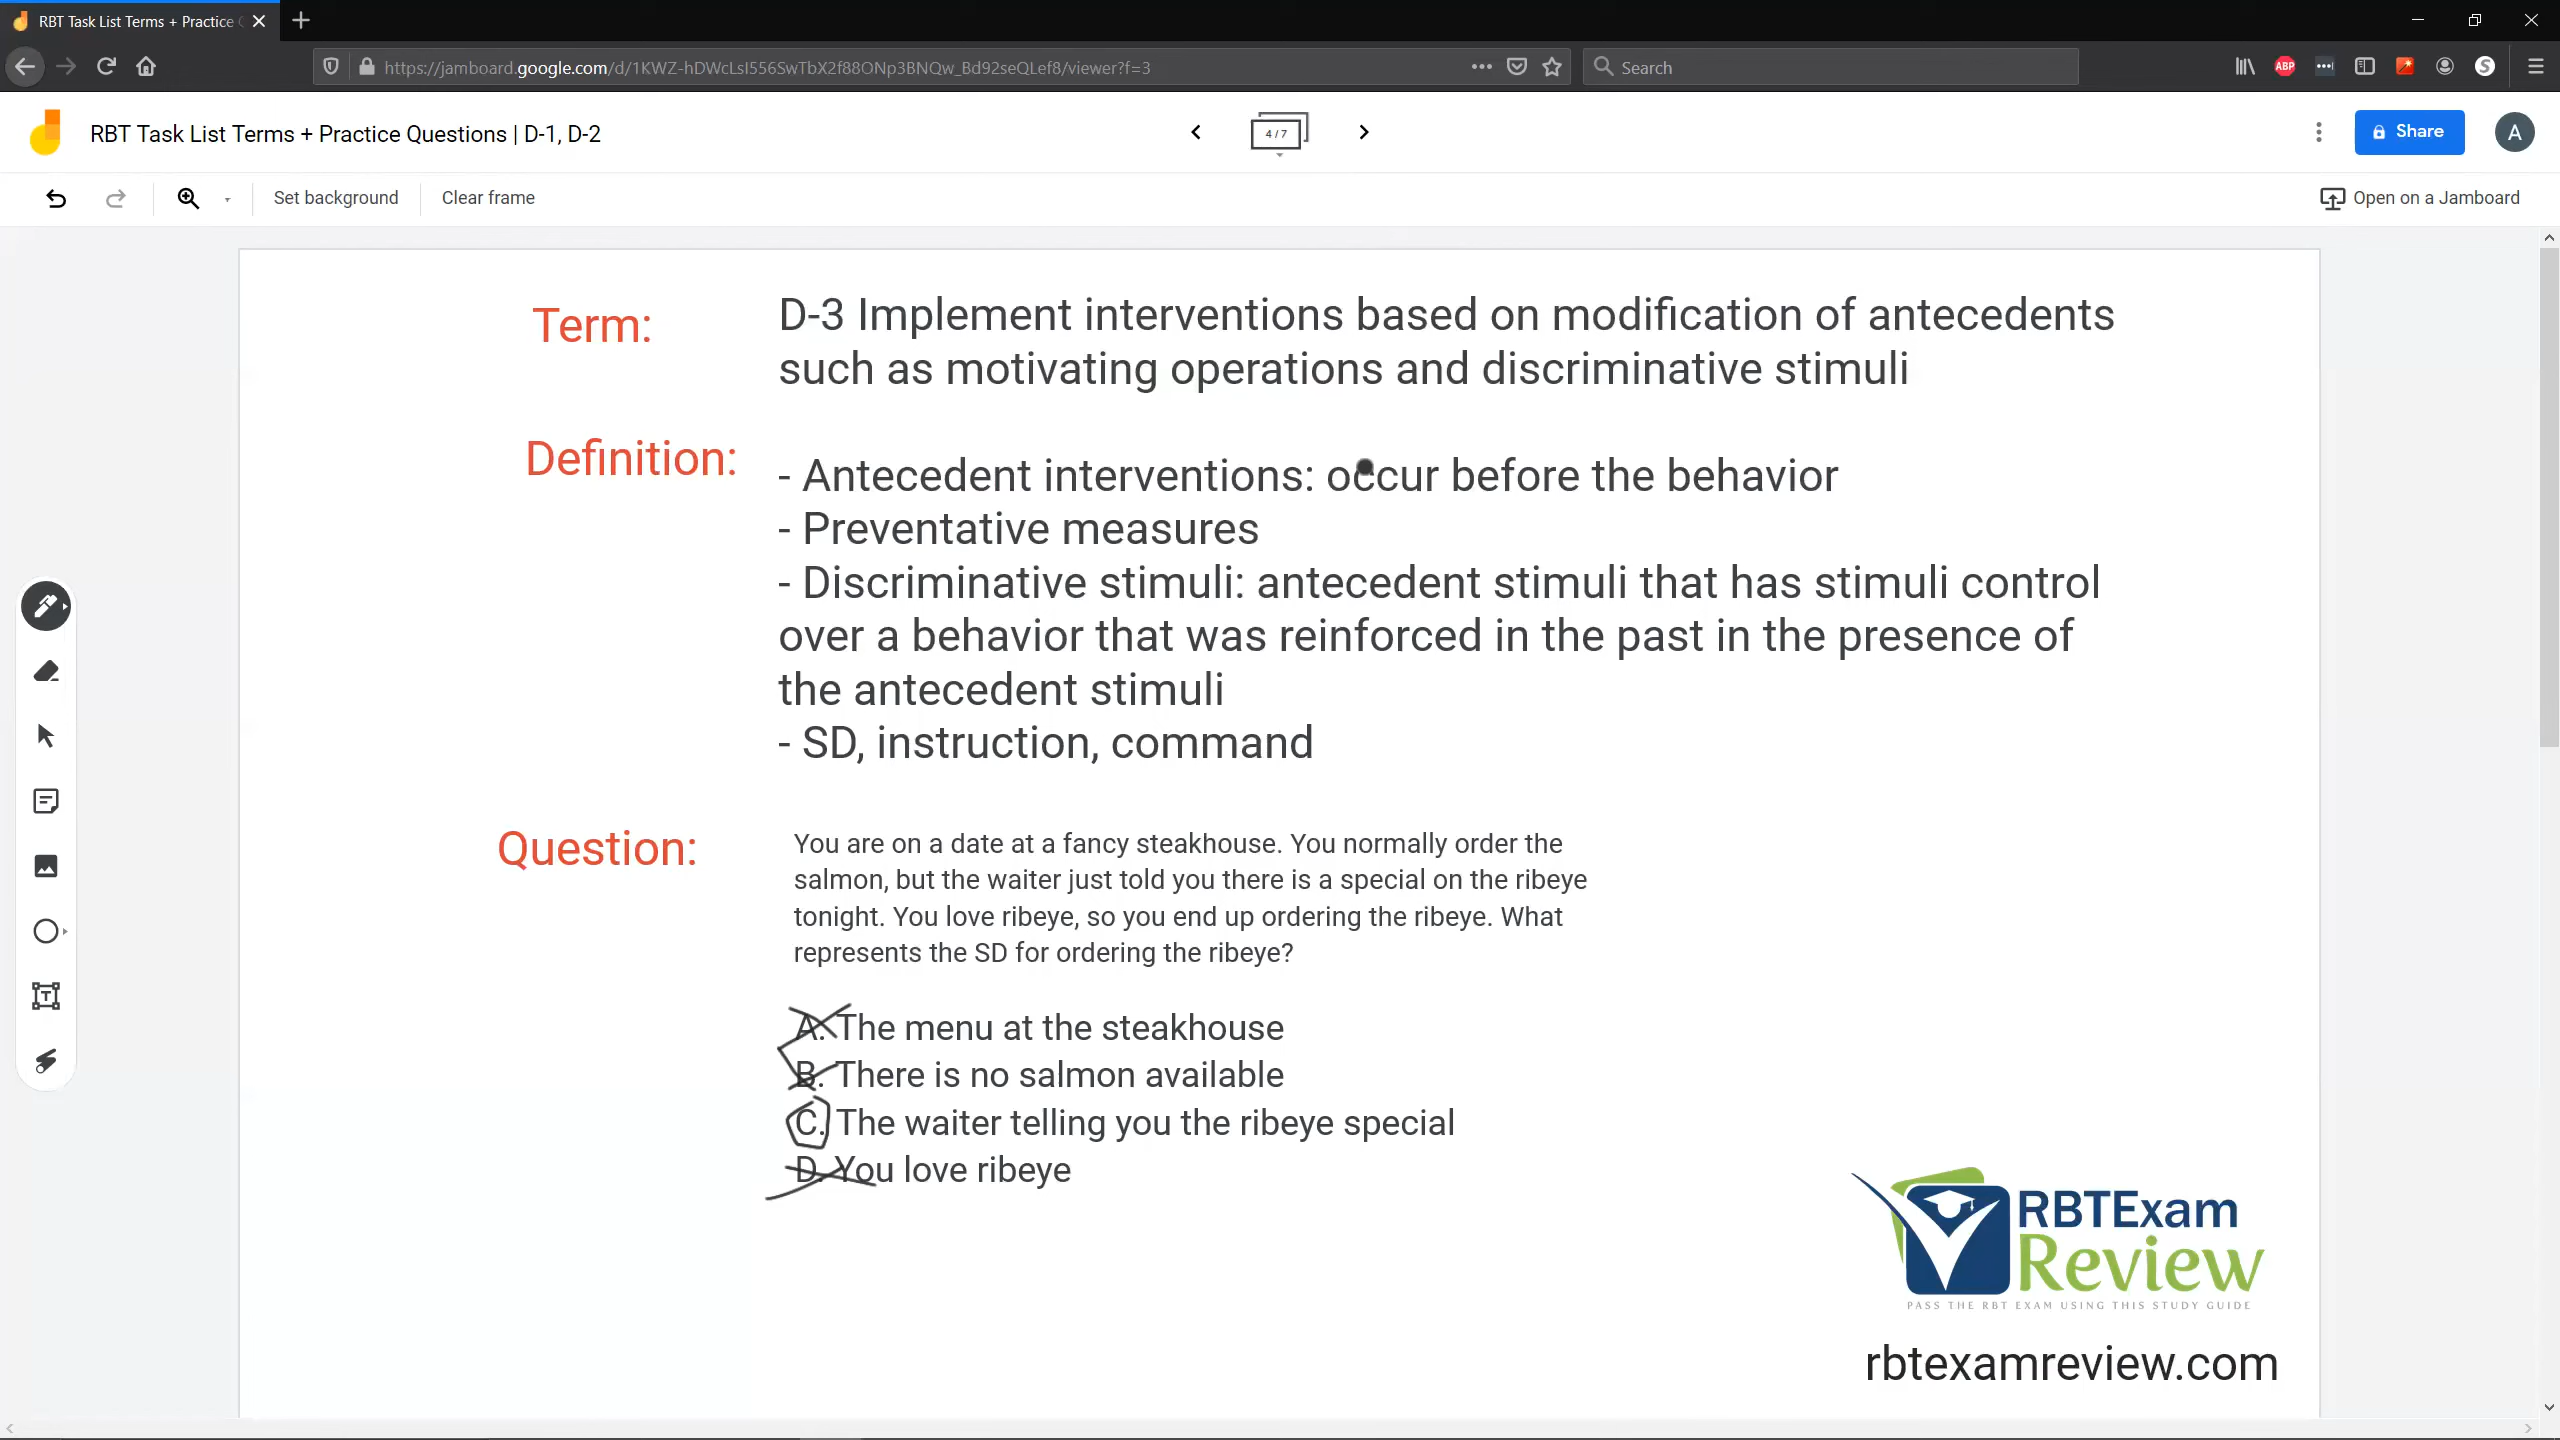 RBT Task List Terms + Practice
https://jamboard.google.com/d/1KWZ-hDWcLsI556SwTbX2f88ONp3BNQw_Bd92seQLef8/viewer?f=3
Search
ABP
RBT Task List Terms + Practice Questions | D-1, D-2
4 / 7
Share
A
Set background
Clear frame
Open on a Jamboard
Term:
D-3 Implement interventions based on modification of antecedents
such as motivating operations and discriminative stimuli
Definition:
- Antecedent interventions: occur before the behavior
- Preventative measures
- Discriminative stimuli: antecedent stimuli that has stimuli control
over a behavior that was reinforced in the past in the presence of
the antecedent stimuli
- SD, instruction, command
Question:
You are on a date at a fancy steakhouse. You normally order the
salmon, but the waiter just told you there is a special on the ribeye
tonight. You love ribeye, so you end up ordering the ribeye. What
represents the SD for ordering the ribeye?
A. The menu at the steakhouse
B. There is no salmon available
C. The waiter telling you the ribeye special
D. You love ribeye
RBTExam
Review
PASS THE RBT EXAM USING THIS STUDY GUIDE
rbtexamreview.com